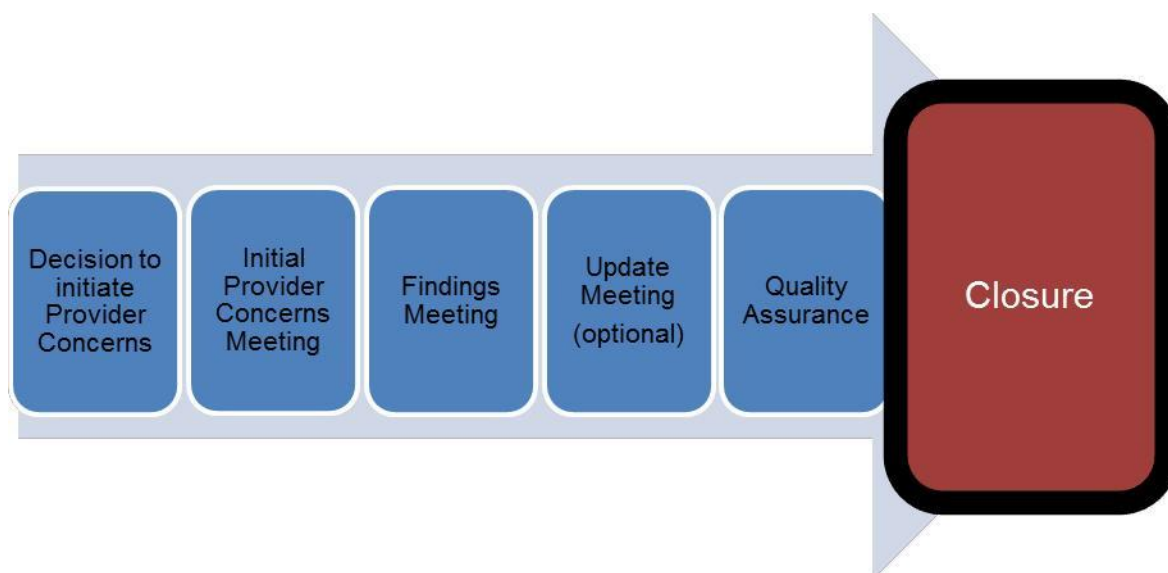 Decision to
initiate
Provider
Concerns
Initial
Provider
Concerns
Meeting
Findings
Meeting
Update
Meeting
(optional)
Quality
Assurance
Closure